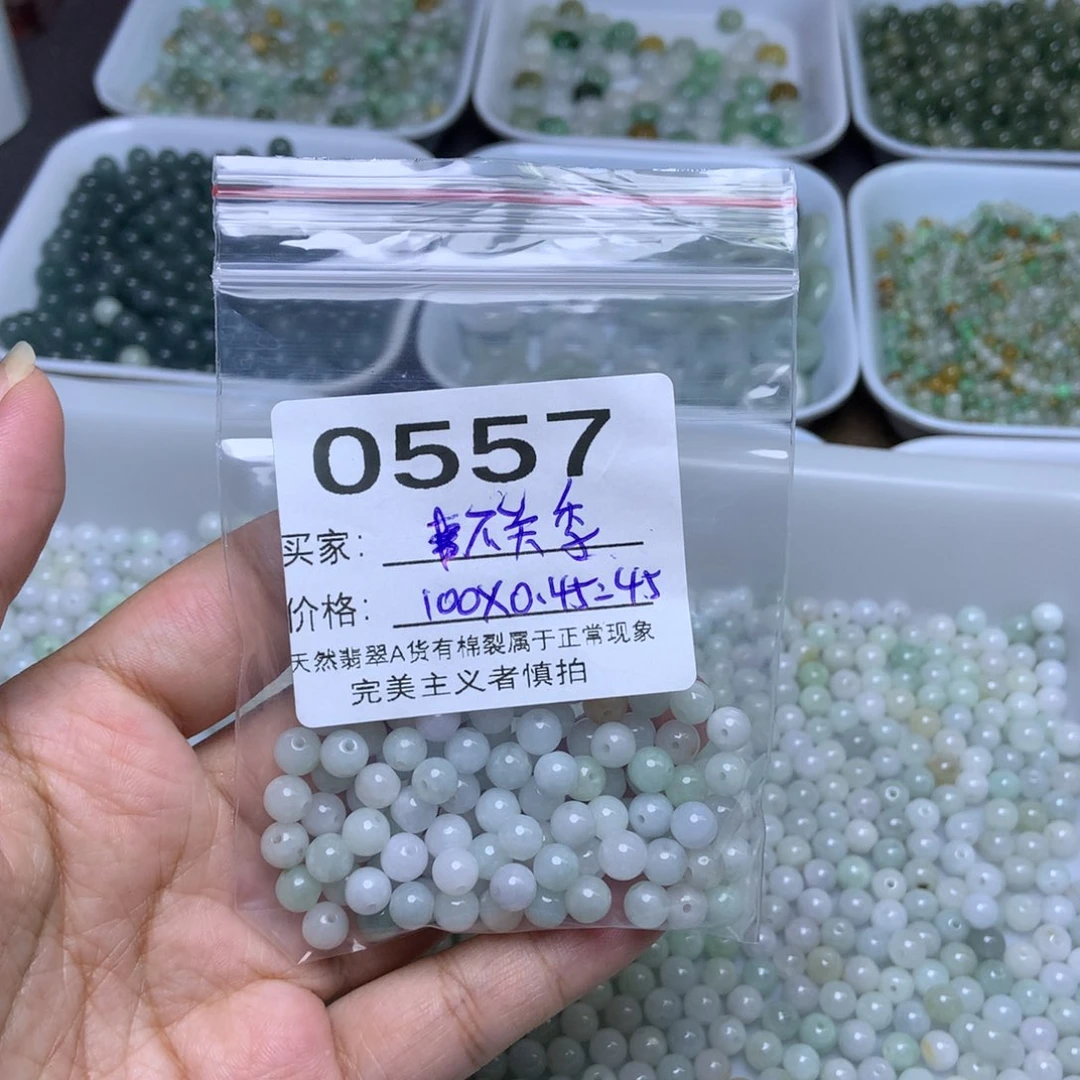 0557
买家：
价格： 100X0.45=45
天然翡翠A货有棉裂属于正常现象
完美主义者慎拍